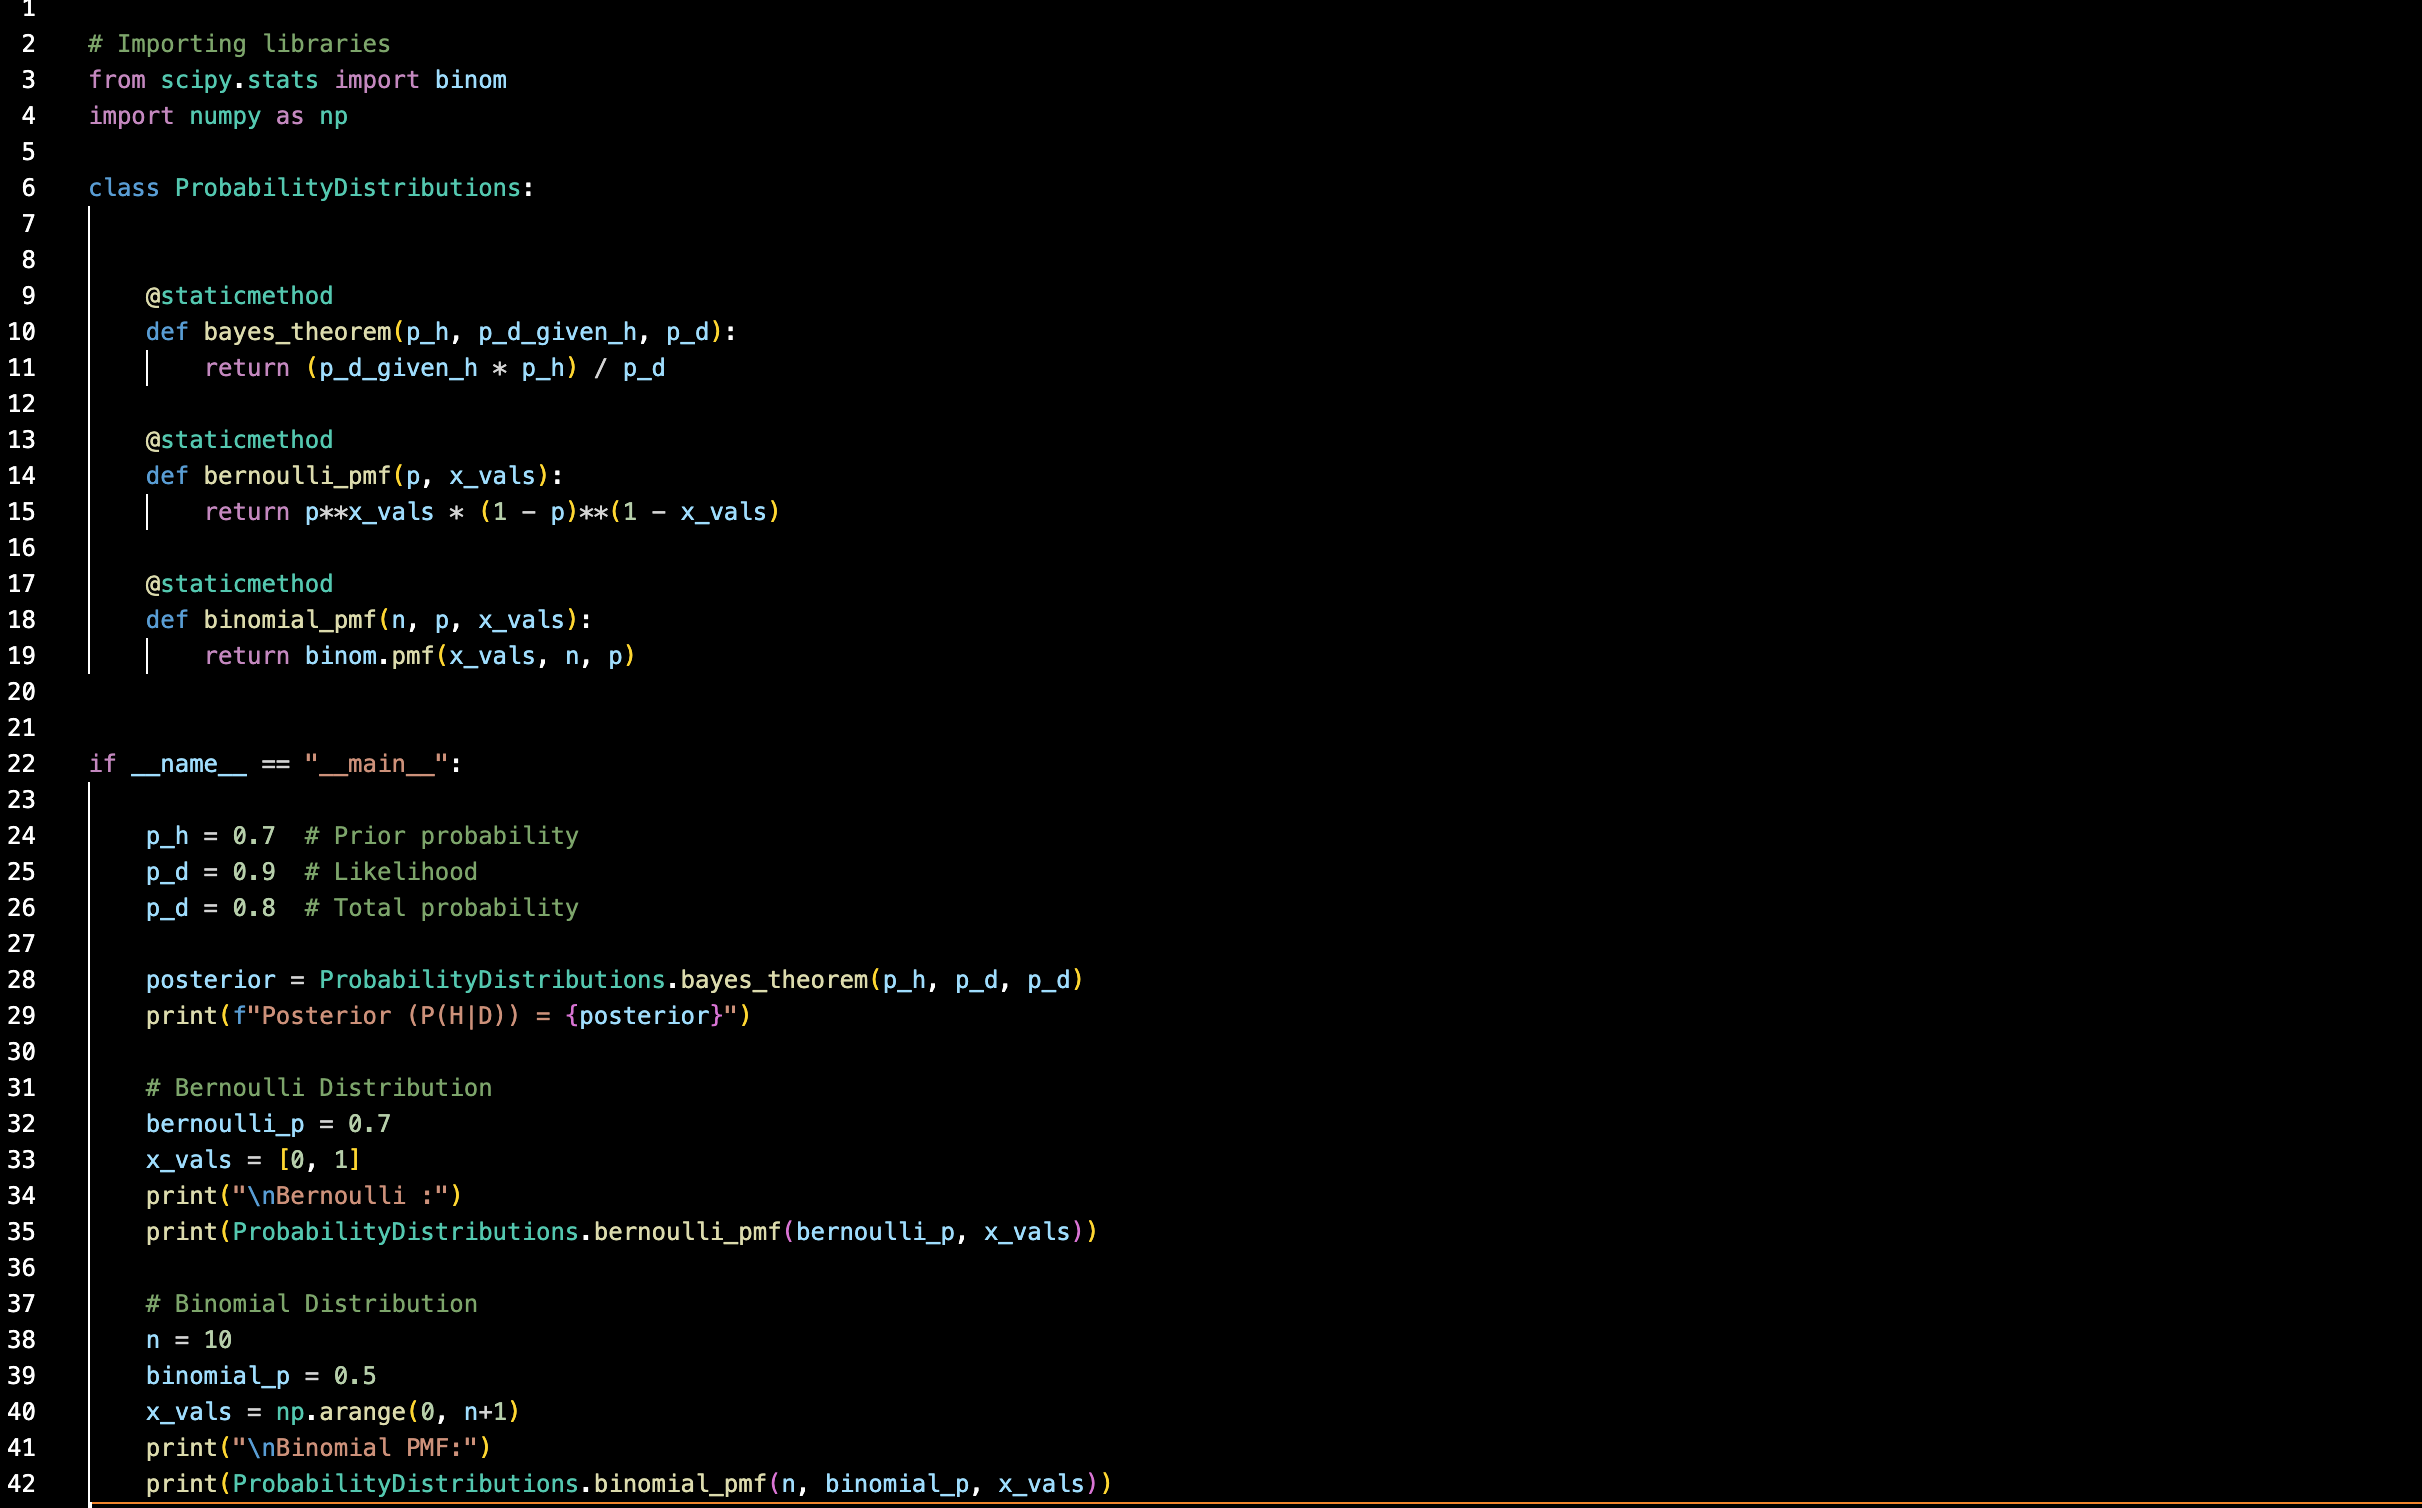 1
2 # Importing libraries
3 from scipy.stats import binom
4 import numpy as np
5
6 class ProbabilityDistributions:
7
8
9     @staticmethod
10     def bayes_theorem(p_h, p_d_given_h, p_d):
11         return (p_d_given_h * p_h) / p_d
12
13     @staticmethod
14     def bernoulli_pmf(p, x_vals):
15         return p**x_vals * (1 - p)**(1 - x_vals)
16
17     @staticmethod
18     def binomial_pmf(n, p, x_vals):
19         return binom.pmf(x_vals, n, p)
20
21
22 if __name__ == "__main__":
23
24     p_h = 0.7  # Prior probability
25     p_d = 0.9  # Likelihood
26     p_d = 0.8  # Total probability
27
28     posterior = ProbabilityDistributions.bayes_theorem(p_h, p_d, p_d)
29     print(f"Posterior (P(H|D)) = {posterior}")
30
31     # Bernoulli Distribution
32     bernoulli_p = 0.7
33     x_vals = [0, 1]
34     print("\nBernoulli :")
35     print(ProbabilityDistributions.bernoulli_pmf(bernoulli_p, x_vals))
36
37     # Binomial Distribution
38     n = 10
39     binomial_p = 0.5
40     x_vals = np.arange(0, n+1)
41     print("\nBinomial PMF:")
42     print(ProbabilityDistributions.binomial_pmf(n, binomial_p, x_vals))